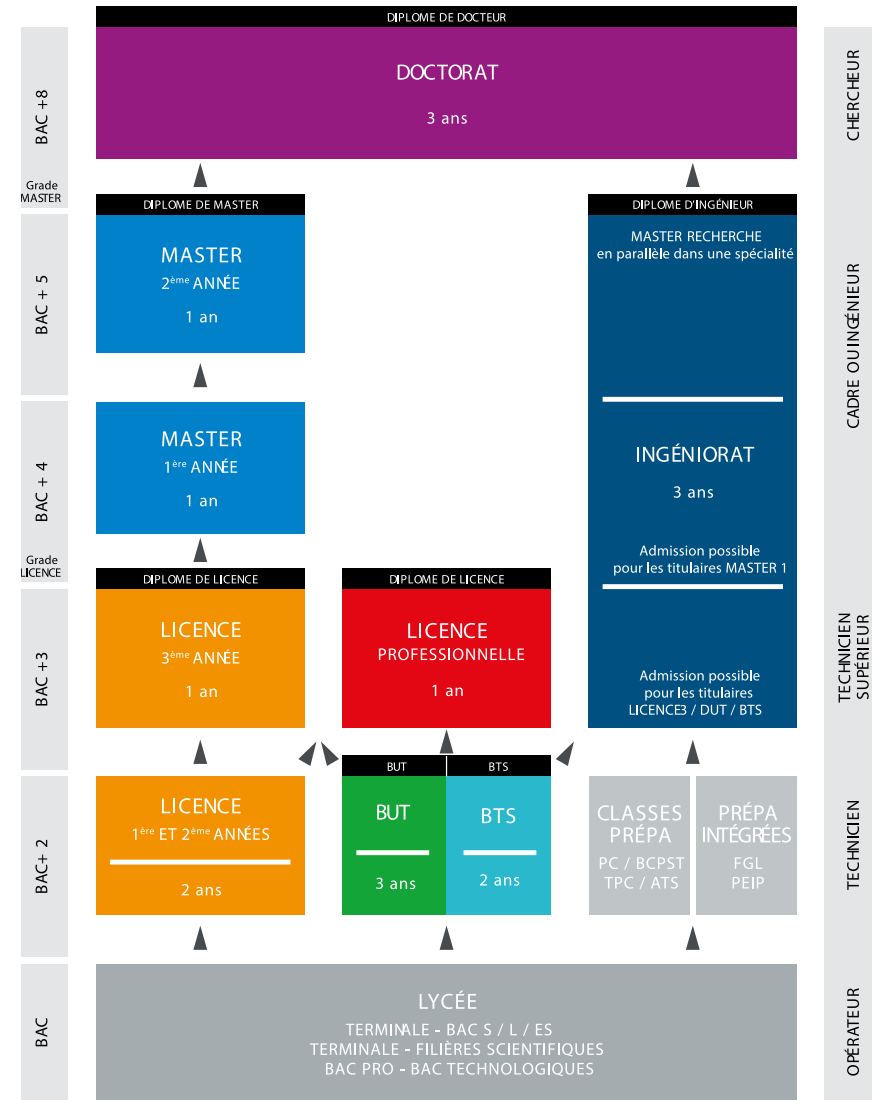 DIPLOME DE DOCTEUR
DOCTORAT
3 ans
BAC +8
CHERCHEUR
Grade
MASTER
DIPLOME DE MASTER
MASTER
2ème ANNÉE
1 an
BAC + 5
DIPLOME D'INGÉNIEUR
MASTER RECHERCHE
en parallèle dans une spécialité
CADRE OU INGÉNIEUR
MASTER
1ère ANNÉE
1 an
BAC + 4
INGÉNIORAT
3 ans
Admission possible
pour les titulaires MASTER 1
Grade
LICENCE
DIPLOME DE LICENCE
LICENCE
3ème ANNÉE
1 an
BAC +3
DIPLOME DE LICENCE
LICENCE
PROFESSIONNELLE
1 an
Admission possible
pour les titulaires
LICENCE3 / DUT / BTS
TECHNICIEN
SUPÉRIEUR
BAC+ 2
LICENCE
1ère ET 2ème ANNÉES
2 ans
BUT
BTS
BUT
3 ans
BTS
2 ans
CLASSES
PRÉPA
PC / BCPST
TPC / ATS
PRÉPA
INTÉGRÉES
FGL
PEIP
TECHNICIEN
BAC
LYCÉE
TERMINALE - BAC S / L / ES
TERMINALE - FILIÈRES SCIENTIFIQUES
BAC PRO - BAC TECHNOLOGIQUES
OPÉRATEUR